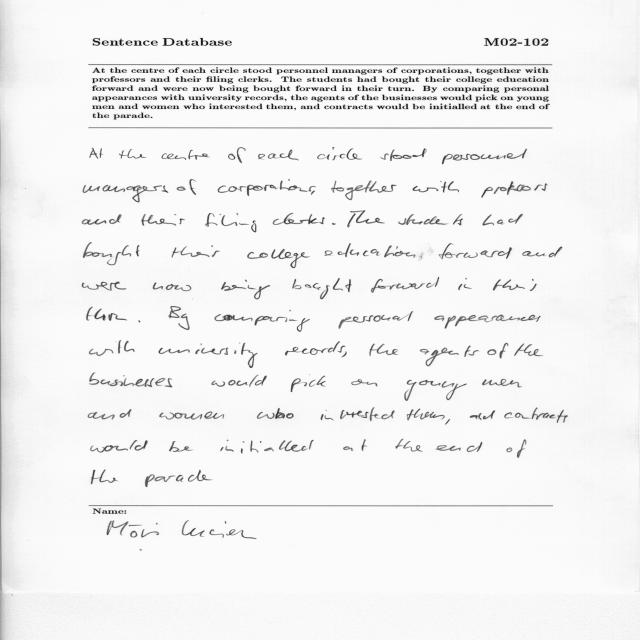 Sentence Database M02-102
At the centre of each circle stood personnel managers of corporations, together with
professors and their filing clerks. The students had bought their college education
forward and were now being bought forward in their turn. By comparing personal
appearances with university records, the agents of the businesses would pick on young
men and women who interested them, and contracts would be initialled at the end of
the parade.
At the centre of each circle stood personnel
managers of corporations, together with profesors
and their filing clerks. The students had
bought their college education, forward and
were now being bought forward in their
turn. By comparing personal appearances
with university records, the agents of the
businesses would pick on young men
and women who interested them, and contracts
would be initialled at the end of
the parade
Name: